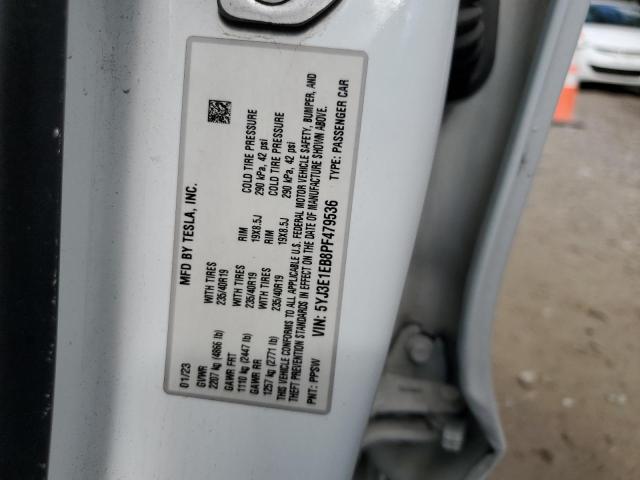 MFD BY TESLA, INC.
01/23
GVWR WITH TIRES RIM COLD TIRE PRESSURE
2207 kg (4866 lb) 235/40R19 19X8.5J 290 kPa, 42 psi
GAWR FRT WITH TIRES RIM COLD TIRE PRESSURE
1110 kg (2447 lb) 235/40R19 19X8.5J 290 kPa, 42 psi
GAWR RR WITH TIRES
1257 kg (2771 lb) 235/40R19
THIS VEHICLE CONFORMS TO ALL APPLICABLE U.S. FEDERAL MOTOR VEHICLE SAFETY, BUMPER, AND
THEFT PREVENTION STANDARDS IN EFFECT ON THE DATE OF MANUFACTURE SHOWN ABOVE.
VIN: 5YJ3E1EB8PF479536
PNT: PPSW TYPE: PASSENGER CAR